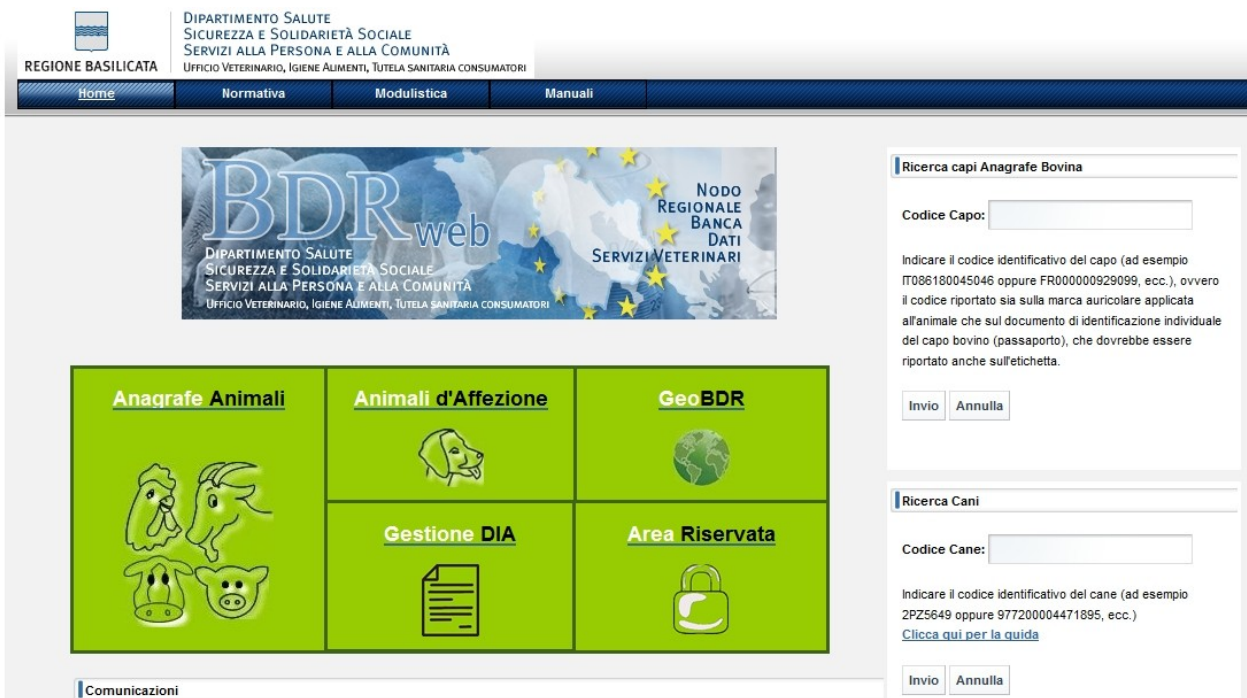 DIPARTIMENTO SALUTE
SICUREZZA E SOLIDARIETÀ SOCIALE
SERVIZI ALLA PERSONA E ALLA COMUNITÀ
UFFICIO VETERINARIO, IGIENE ALIMENTI, TUTELA SANITARIA CONSUMATORI
REGIONE BASILICATA
Home Normativa Modulistica Manuali
BDR web
NODO
REGIONALE
BANCA
DATI
SERVIZI VETERINARI
DIPARTIMENTO SALUTE
SICUREZZA E SOLIDARIETÀ SOCIALE
SERVIZI ALLA PERSONA E ALLA COMUNITÀ
UFFICIO VETERINARIO, IGIENE ALIMENTI, TUTELA SANITARIA CONSUMATORI
Anagrafe Animali
Animali d'Affezione
GeoBDR
Gestione DIA
Area Riservata
Comunicazioni
Ricerca capi Anagrafe Bovina
Codice Capo:
Indicare il codice identificativo del capo (ad esempio
IT086180045046 oppure FR000000929099, ecc.), ovvero
il codice riportato sia sulla marca auricolare applicata
all'animale che sul documento di identificazione individuale
del capo bovino (passaporto), che dovrebbe essere
riportato anche sull'etichetta.
Invio Annulla
Ricerca Cani
Codice Cane:
Indicare il codice identificativo del cane (ad esempio
2PZ5649 oppure 977200004471895, ecc.)
Clicca qui per la guida
Invio Annulla